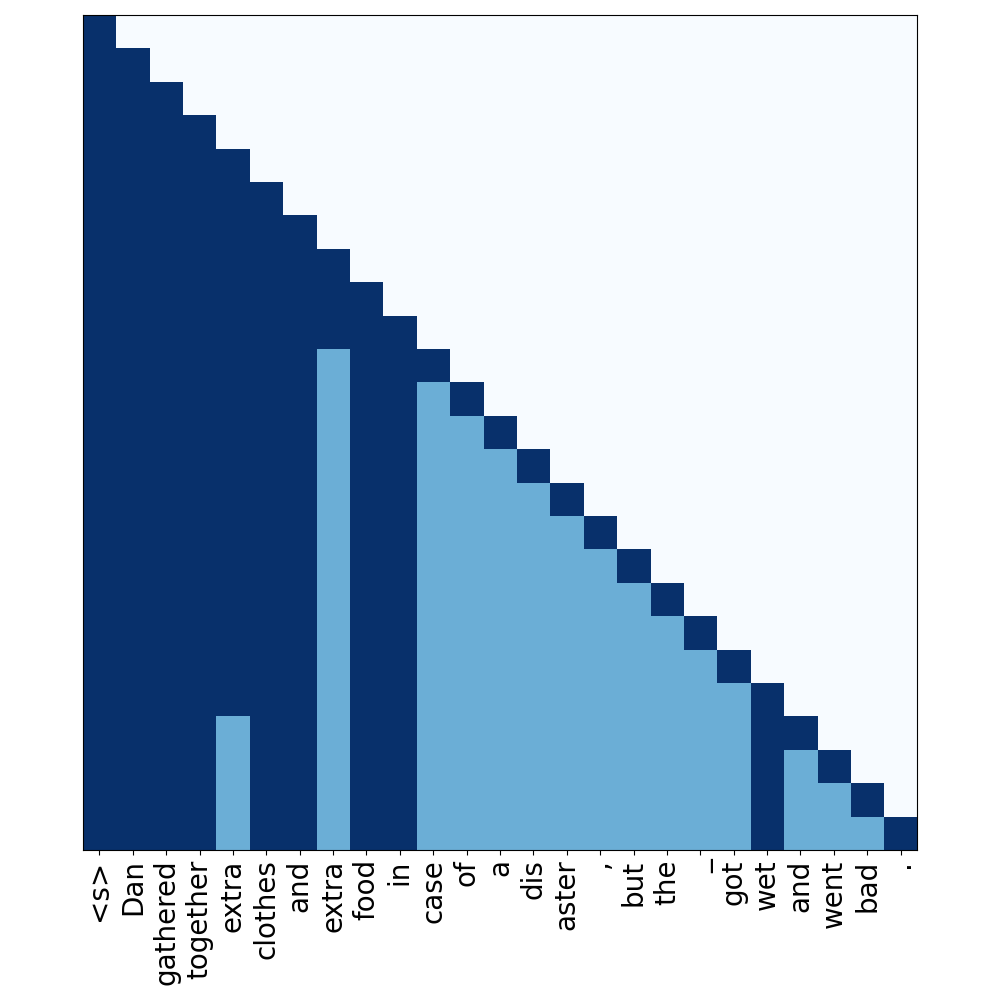 <s>
Dan
gathered
together
extra
clothes
and
extra
food
in
case
of
a
dis
aster
,
but
the
_
got
wet
and
went
bad
.